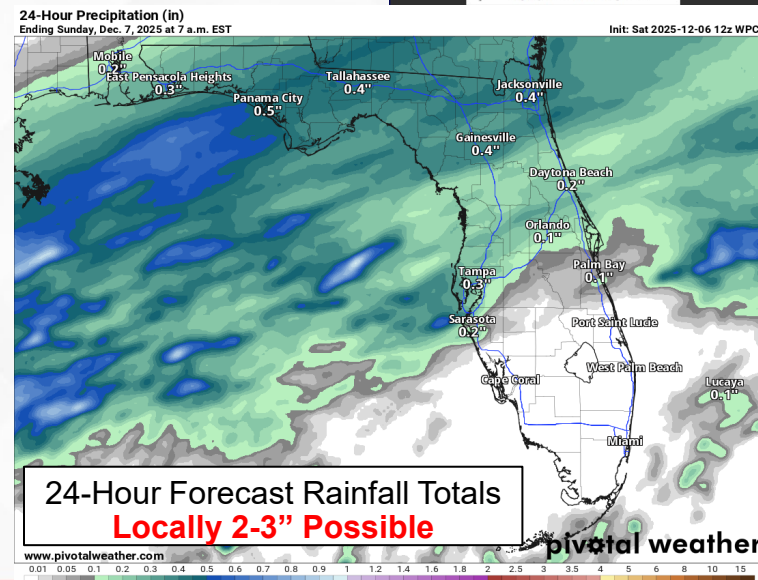 24-Hour Precipitation (in)
Ending Sunday, Dec. 7, 2025 at 7 a.m. EST
Init: Sat 2025-12-06 12z WPC
Mobile
0.2"
East Pensacola Heights
0.3"
Panama City
0.5"
Tallahassee
0.4"
Jacksonville
0.4"
Gainesville
0.4"
Daytona Beach
0.2"
Orlando
0.1"
Tampa
0.3"
Palm Bay
0.1"
Sarasota
0.2"
Port Saint Lucie
West Palm Beach
Cape Coral
Lucaya
0.1"
Miami
24-Hour Forecast Rainfall Totals
Locally 2-3” Possible
www.pivotalweather.com
pivotal weather
0.01 0.05 0.1 0.2 0.3 0.4 0.5 0.6 0.7 0.8 0.9 1 1.2 1.4 1.6 1.8 2 2.5 3 3.5 4 5 6 8 10 15